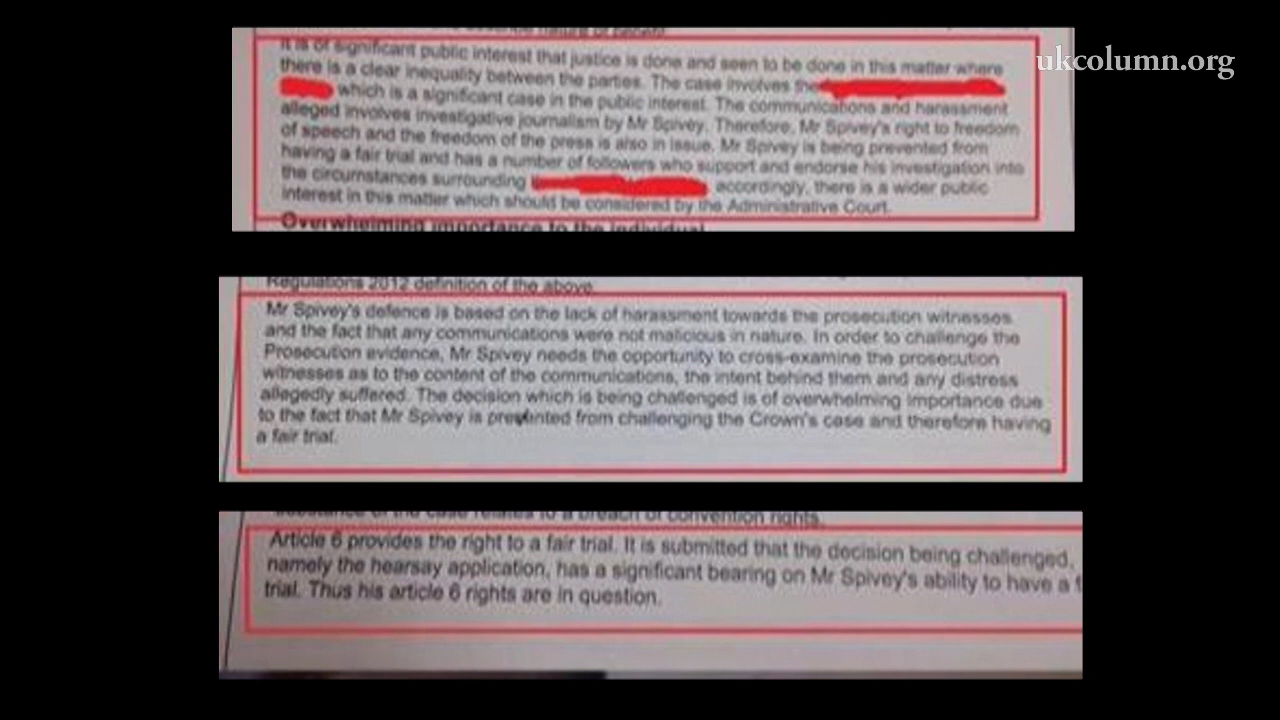 ukcolumn.org
It is of significant public interest that justice is done and seen to be done in this matter where
there is a clear inequality between the parties. The case involves the
which is a significant case in the public interest. The communications and harassment
alleged involves investigative journalism by Mr Spivey. Therefore, Mr Spivey's right to freedom
of speech and the freedom of the press is also in issue. Mr Spivey is being prevented from
having a fair trial and has a number of followers who support and endorse his investigation into
the circumstances surrounding accordingly, there is a wider public
interest in this matter which should be considered by the Administrative Court.
Overwhelming importance to the individual
Regulations 2012 definition of the above
Mr Spivey's defence is based on the lack of harassment towards the prosecution witnesses
and the fact that any communications were not malicious in nature. In order to challenge the
Prosecution evidence, Mr Spivey needs the opportunity to cross-examine the prosecution
witnesses as to the content of the communications, the intent behind them and any distress
allegedly suffered. The decision which is being challenged is of overwhelming importance due
to the fact that Mr Spivey is prevented from challenging the Crown's case and therefore having
a fair trial.
substance of the case relates to a breach of convention rights.
Article 6 provides the right to a fair trial. It is submitted that the decision being challenged,
namely the hearsay application, has a significant bearing on Mr Spivey's ability to have a f
trial. Thus his article 6 rights are in question.